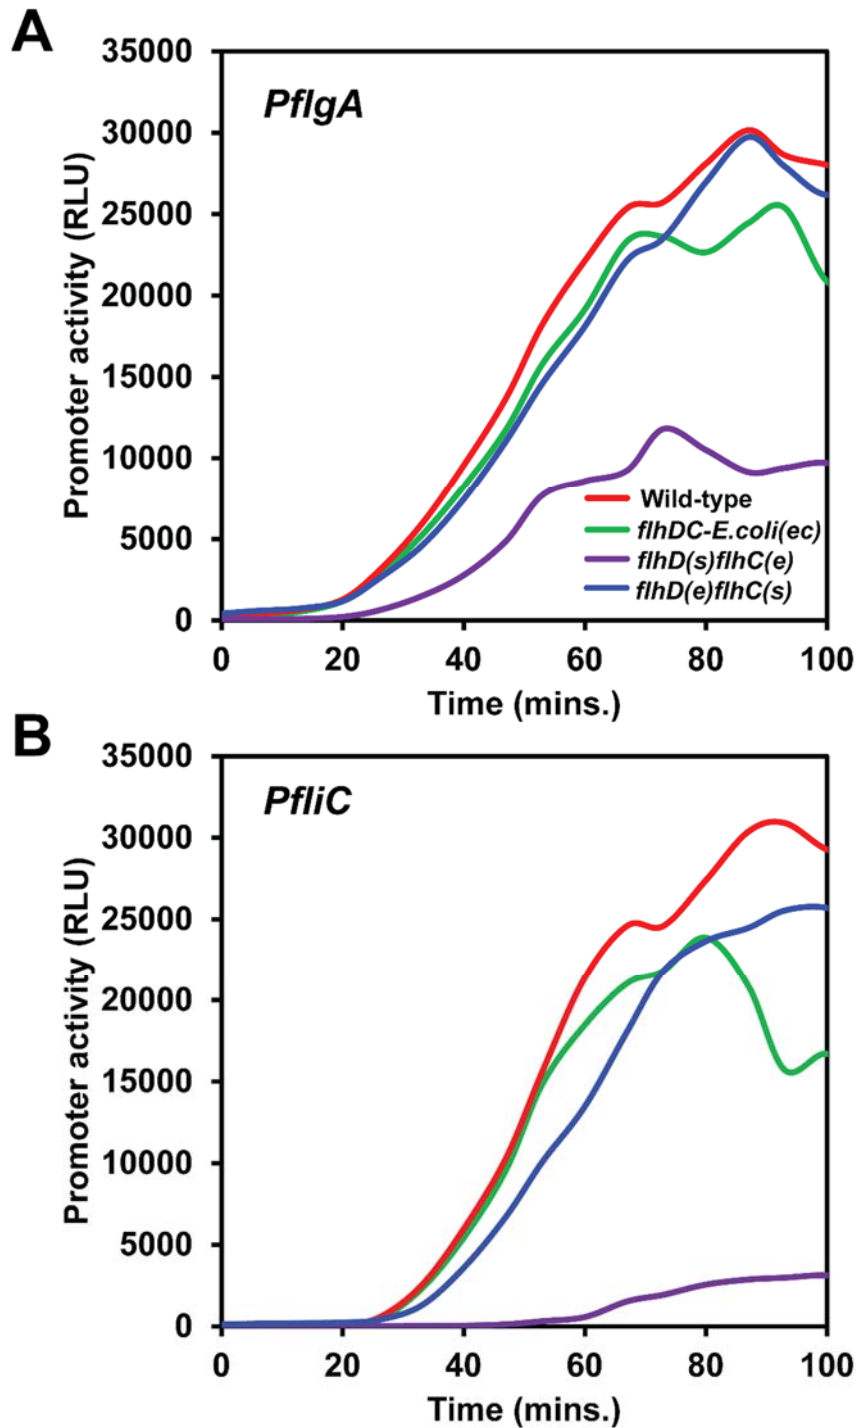 A
PflgA
35000
30000
25000
20000
15000
10000
5000
0
Promoter activity (RLU)
Wild-type
flhDC-E.coli(ec)
flhD(s)flhC(e)
flhD(e)flhC(s)
0 20 40 60 80 100
Time (mins.)
B
PfliC
35000
30000
25000
20000
15000
10000
5000
0
Promoter activity (RLU)
0 20 40 60 80 100
Time (mins.)